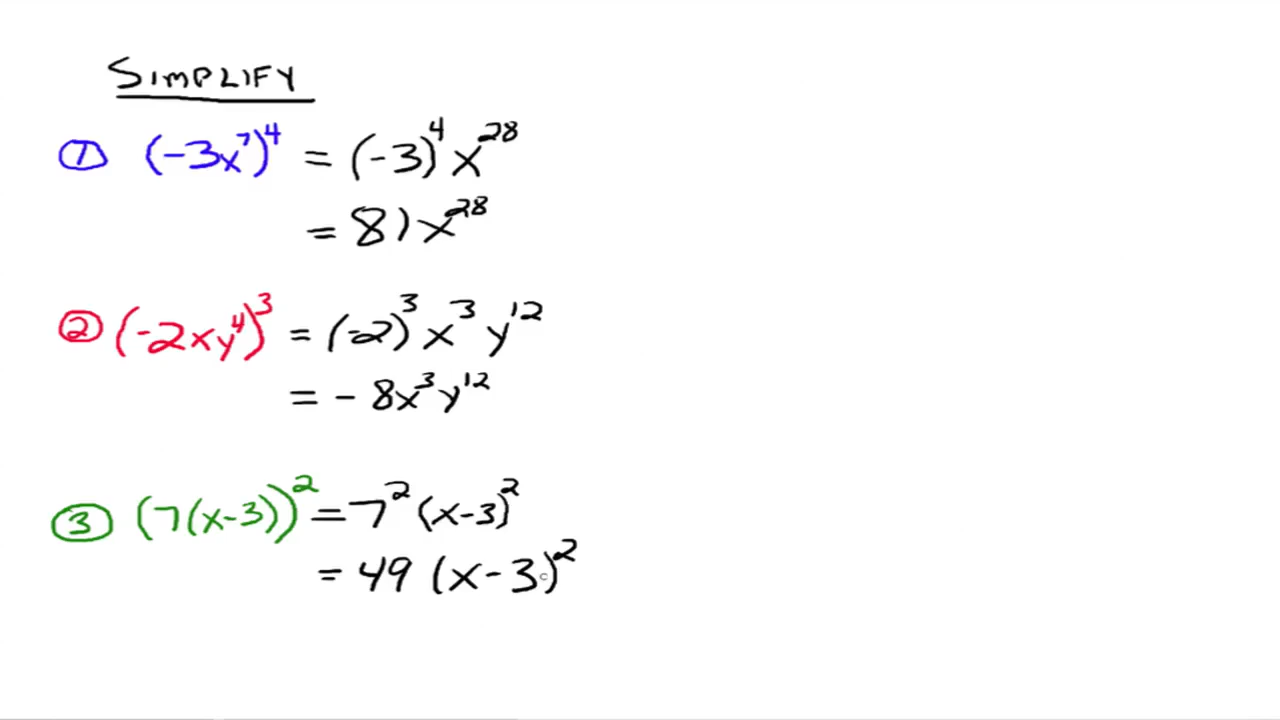 SIMPLIFY
① (-3x⁷)⁴ = (-3)⁴ x²⁸
= 81x²⁸
② (-2xy⁴)³ = (-2)³ x³ y¹²
= - 8x³y¹²
③ (7(x-3))² = 7² (x-3)²
= 49 (x-3)²